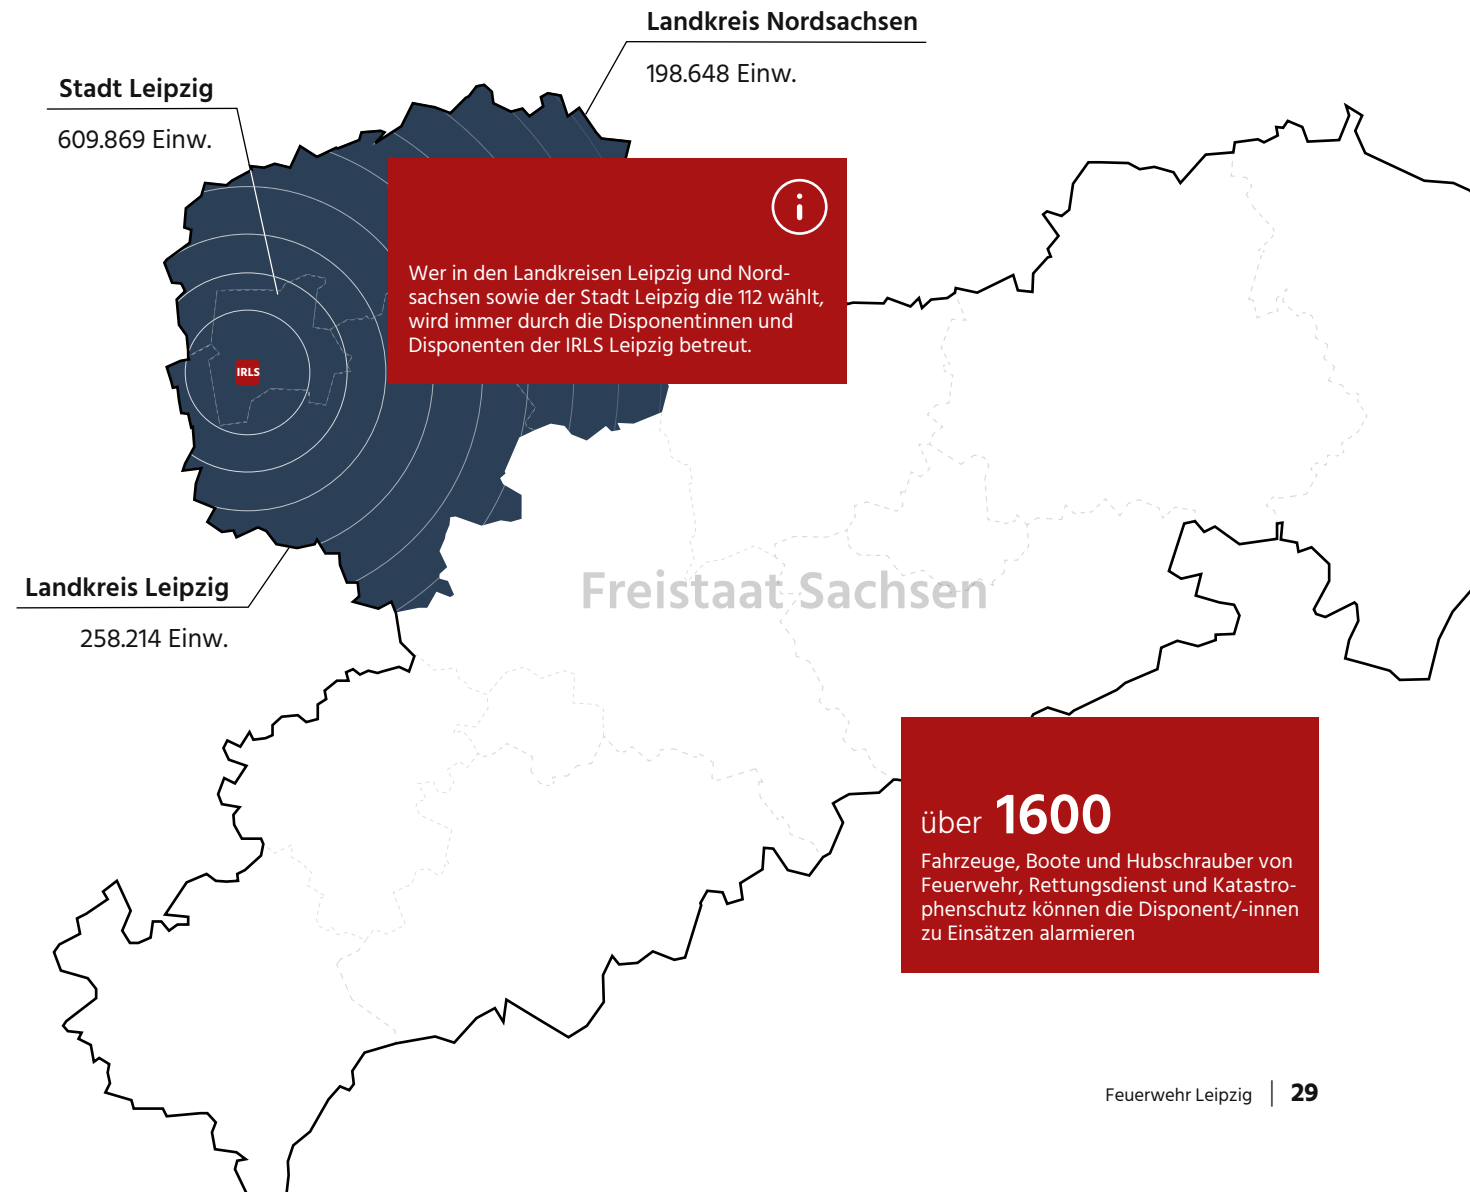 Landkreis Nordsachsen
198.648 Einw.
Stadt Leipzig
609.869 Einw.
Wer in den Landkreisen Leipzig und Nord-
sachsen sowie der Stadt Leipzig die 112 wählt,
wird immer durch die Disponentinnen und
Disponenten der IRLS Leipzig betreut.
IRLS
Landkreis Leipzig
258.214 Einw.
Freistaat Sachsen
über 1600
Fahrzeuge, Boote und Hubschrauber von
Feuerwehr, Rettungsdienst und Katastro-
phenschutz können die Disponent/-innen
zu Einsätzen alarmieren
Feuerwehr Leipzig | 29